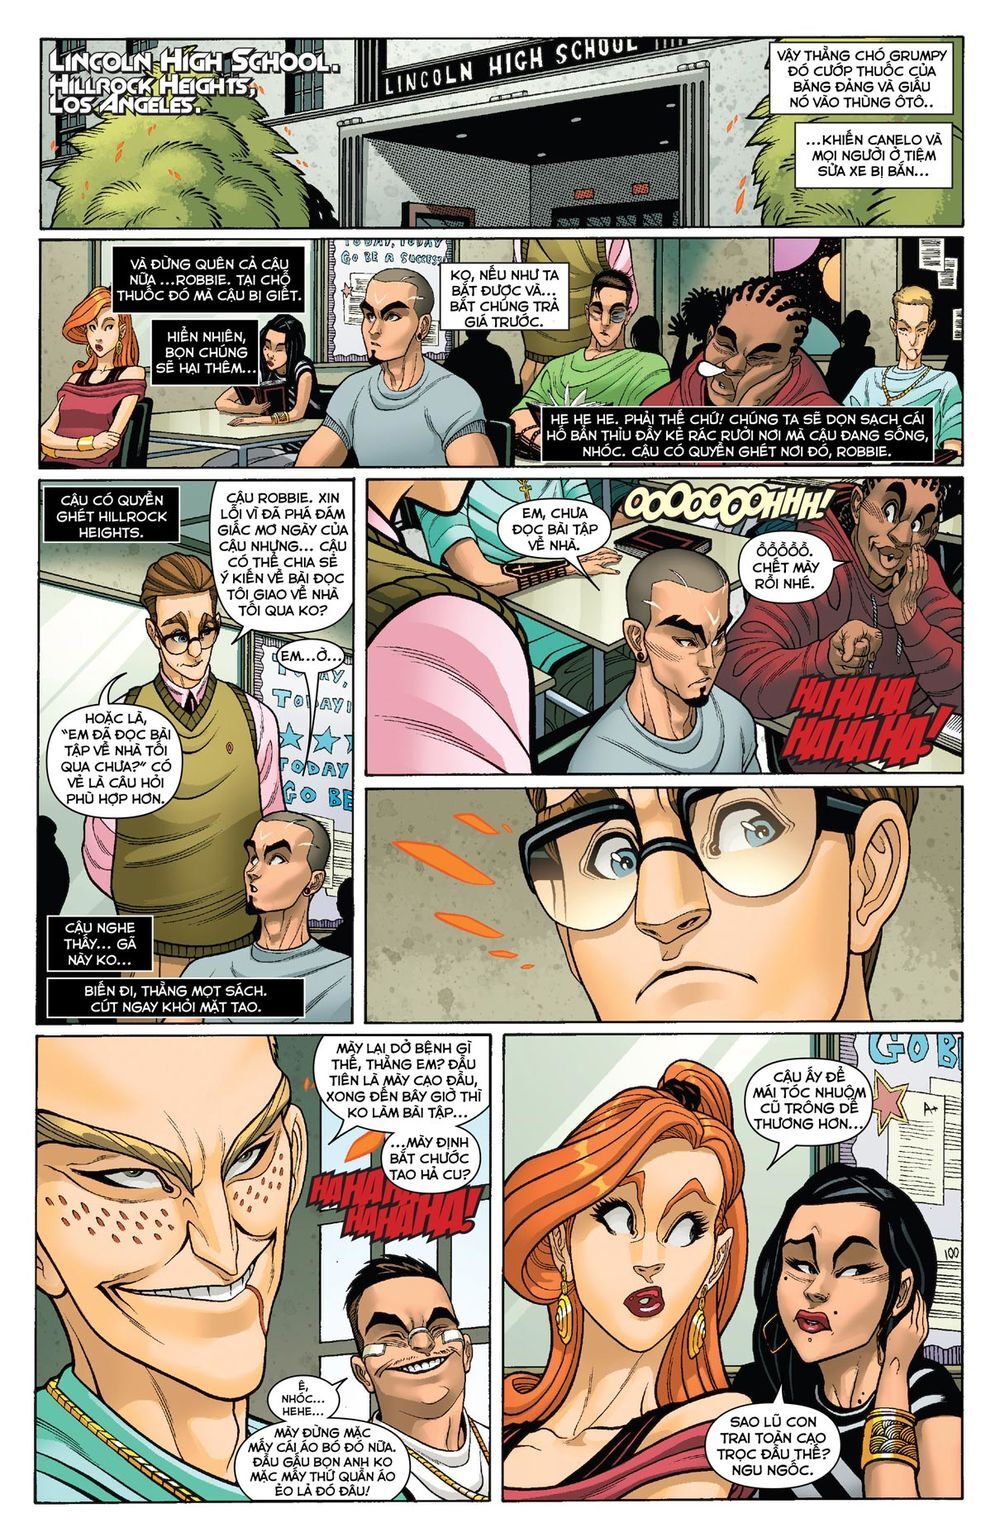 LINCOLN HIGH SCHOOL.
HILLROCK HEIGHTS,
LOS ANGELES.
LINCOLN HIGH SCHOOL
VẬY THẰNG CHÓ GRUMPY
ĐÓ CƯỚP THUỐC CỦA
BĂNG ĐẢNG VÀ GIẤU
NÓ VÀO THÙNG ÔTÔ..
...KHIẾN CANELO VÀ
MỌI NGƯỜI Ở TIỆM
SỬA XE BỊ BẮN...
VÀ ĐỪNG QUÊN CẢ CẬU
NỮA ...ROBBIE. TẠI CHỖ
THUỐC ĐÓ MÀ CẬU BỊ GIẾT.
HIỂN NHIÊN,
BỌN CHÚNG
SẼ HẠI THÊM...
TODAY, TODAY
GO BE A SUCCESS
KO, NẾU NHƯ TA
BẮT ĐƯỢC VÀ...
BẮT CHÚNG TRẢ
GIÁ TRƯỚC.
HE HE HE. PHẢI THẾ CHỨ! CHÚNG TA SẼ DỌN SẠCH CÁI
HỐ BẨN THỈU ĐẦY KẺ RÁC RƯỞI NƠI MÀ CẬU ĐANG SỐNG,
NHÓC. CẬU CÓ QUYỀN GHÉT NƠI ĐÓ, ROBBIE.
CẬU CÓ QUYỀN
GHÉT HILLROCK
HEIGHTS.
CẬU ROBBIE. XIN
LỖI VÌ ĐÃ PHÁ ĐÁM
GIẤC MƠ NGÀY CỦA
CẬU NHƯNG... CẬU
CÓ THỂ CHIA SẺ
Ý KIẾN VỀ BÀI ĐỌC
TÔI GIAO VỀ NHÀ
TỐI QUA KO?
EM...Ờ...
HOẶC LÀ,
"EM ĐÃ ĐỌC BÀI
TẬP VỀ NHÀ TỐI
QUA CHƯA?" CÓ
VẺ LÀ CÂU HỎI
PHÙ HỢP HƠN.
TODAY
TODAY
GO BE
CẬU NGHE
THẤY... GÃ
NÀY KO...
BIẾN ĐI, THẰNG MỌT SÁCH.
CÚT NGAY KHỎI MẶT TAO.
EM, CHƯA
ĐỌC BÀI TẬP
VỀ NHÀ.
OOOOOOOHHH!
ỒỒỒỒỒ.
CHẾT MÀY
RỒI NHÉ.
HA HA HA
HA HA HA HA!
MÀY LẠI DỞ BỆNH GÌ
THẾ, THẰNG EM? ĐẦU
TIÊN LÀ MÀY CẠO ĐẦU,
XONG ĐẾN BÂY GIỜ THÌ
KO LÀM BÀI TẬP...
...MÀY ĐỊNH
BẮT CHƯỚC
TAO HẢ CU?
HA HA HA HA
HA HA HA!
Ê,
NHÓC...
HEHE...
MÀY ĐỪNG MẶC
MẤY CÁI ÁO BÓ ĐÓ NỮA.
ĐẦU GẤU BỌN ANH KO
MẶC MẤY THỨ QUẦN ÁO
ẺO LẢ ĐÓ ĐÂU!
GO BE
A+
100
CẬU ẤY ĐỂ
MÁI TÓC NHUỘM
CŨ TRÔNG DỄ
THƯƠNG HƠN...
SAO LŨ CON
TRAI TOÀN CẠO
TRỌC ĐẦU THẾ?
NGU NGỐC.